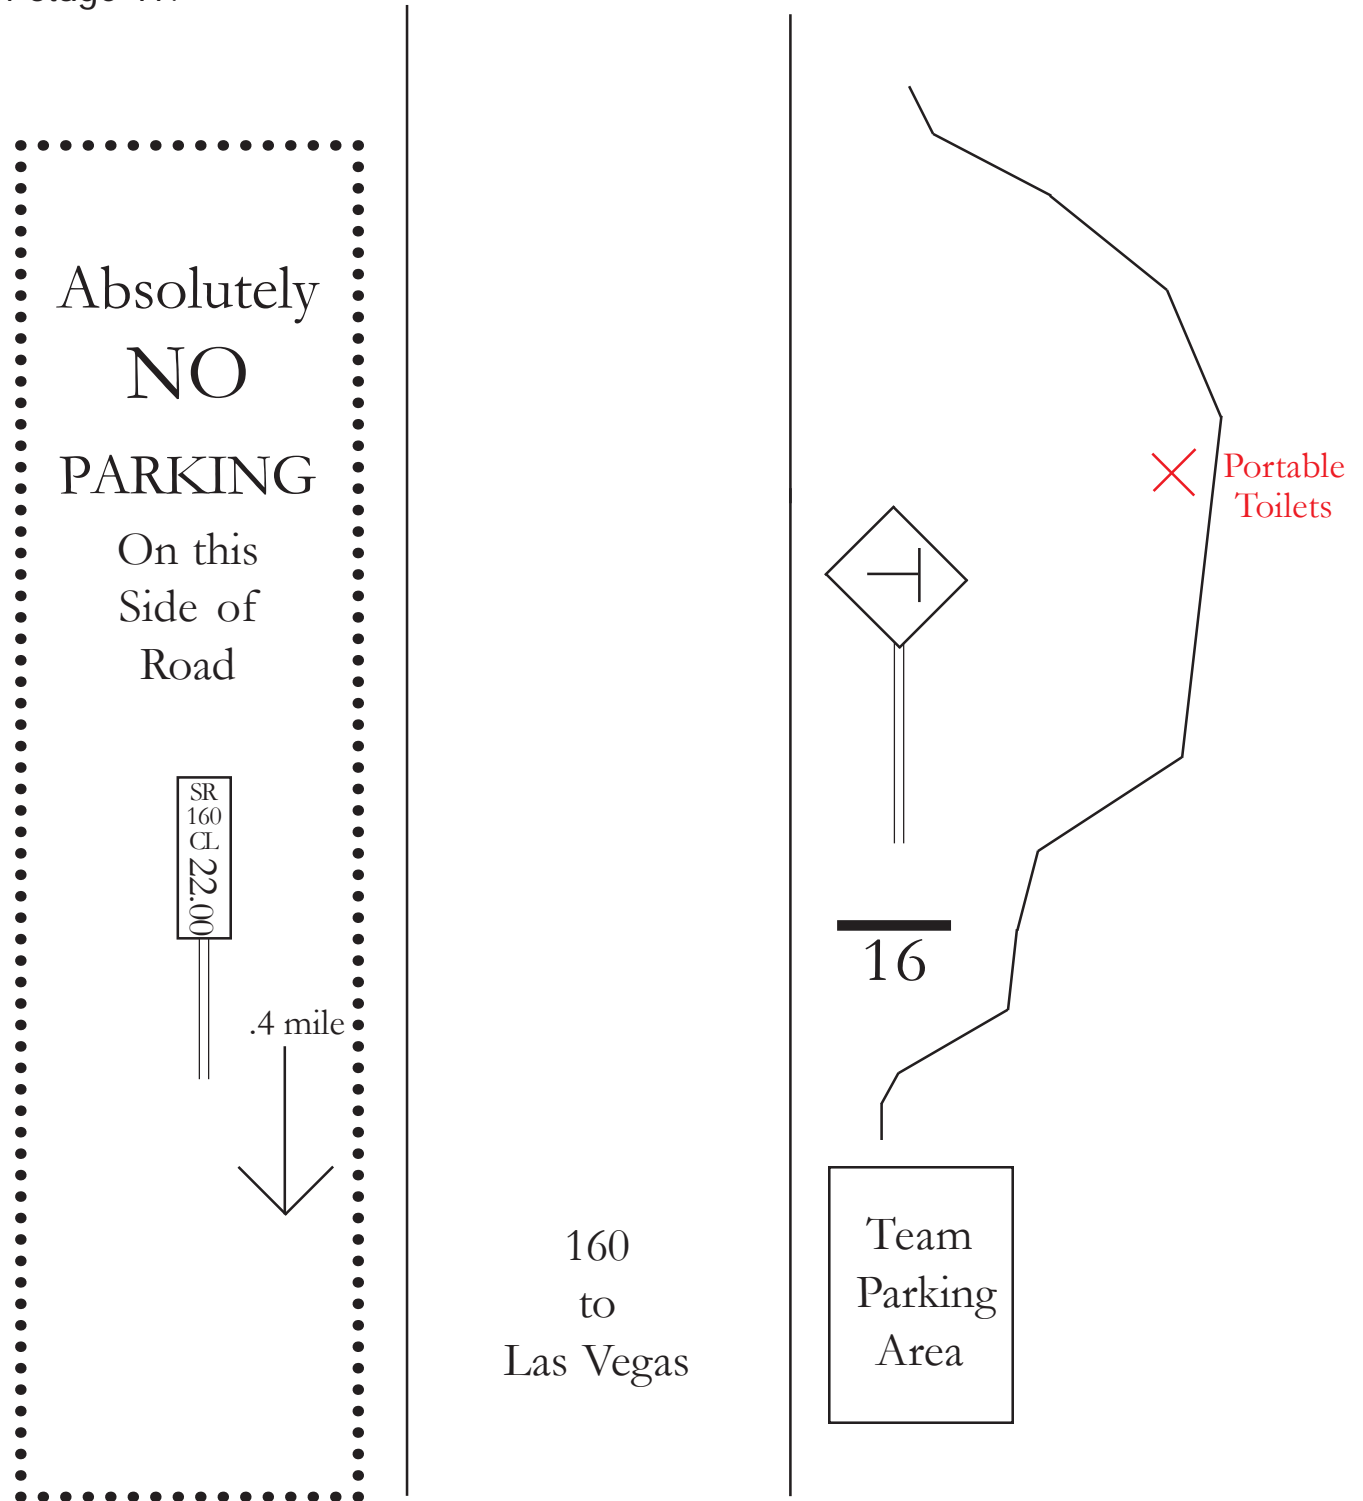 Absolutely
NO
PARKING
On this
Side of
Road
SR
160
CL
22.00
.4 mile
160
to
Las Vegas
Portable
Toilets
16
Team
Parking
Area